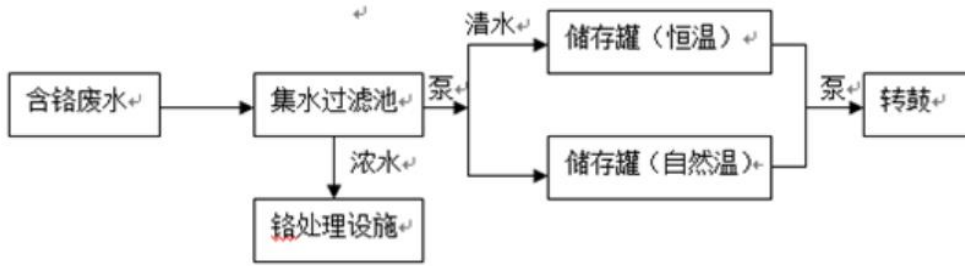 清水
储存罐（恒温）
含铬废水
集水过滤池
泵
泵
转鼓
浓水
储存罐（自然温）
铬处理设施